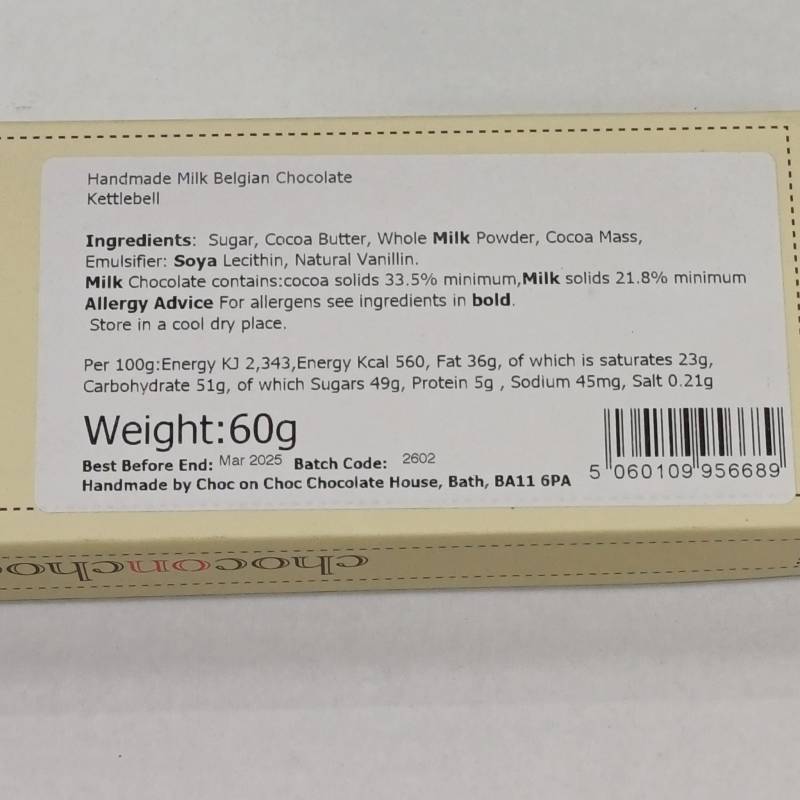 Handmade Milk Belgian Chocolate
Kettlebell
Ingredients: Sugar, Cocoa Butter, Whole Milk Powder, Cocoa Mass,
Emulsifier: Soya Lecithin, Natural Vanillin.
Milk Chocolate contains:cocoa solids 33.5% minimum,Milk solids 21.8% minimum
Allergy Advice For allergens see ingredients in bold.
Store in a cool dry place.
Per 100g:Energy KJ 2,343,Energy Kcal 560, Fat 36g, of which is saturates 23g,
Carbohydrate 51g, of which Sugars 49g, Protein 5g , Sodium 45mg, Salt 0.21g
Weight:60g
Best Before End: Mar 2025 Batch Code: 2602
Handmade by Choc on Choc Chocolate House, Bath, BA11 6PA
5 060109 956689
choconchoc